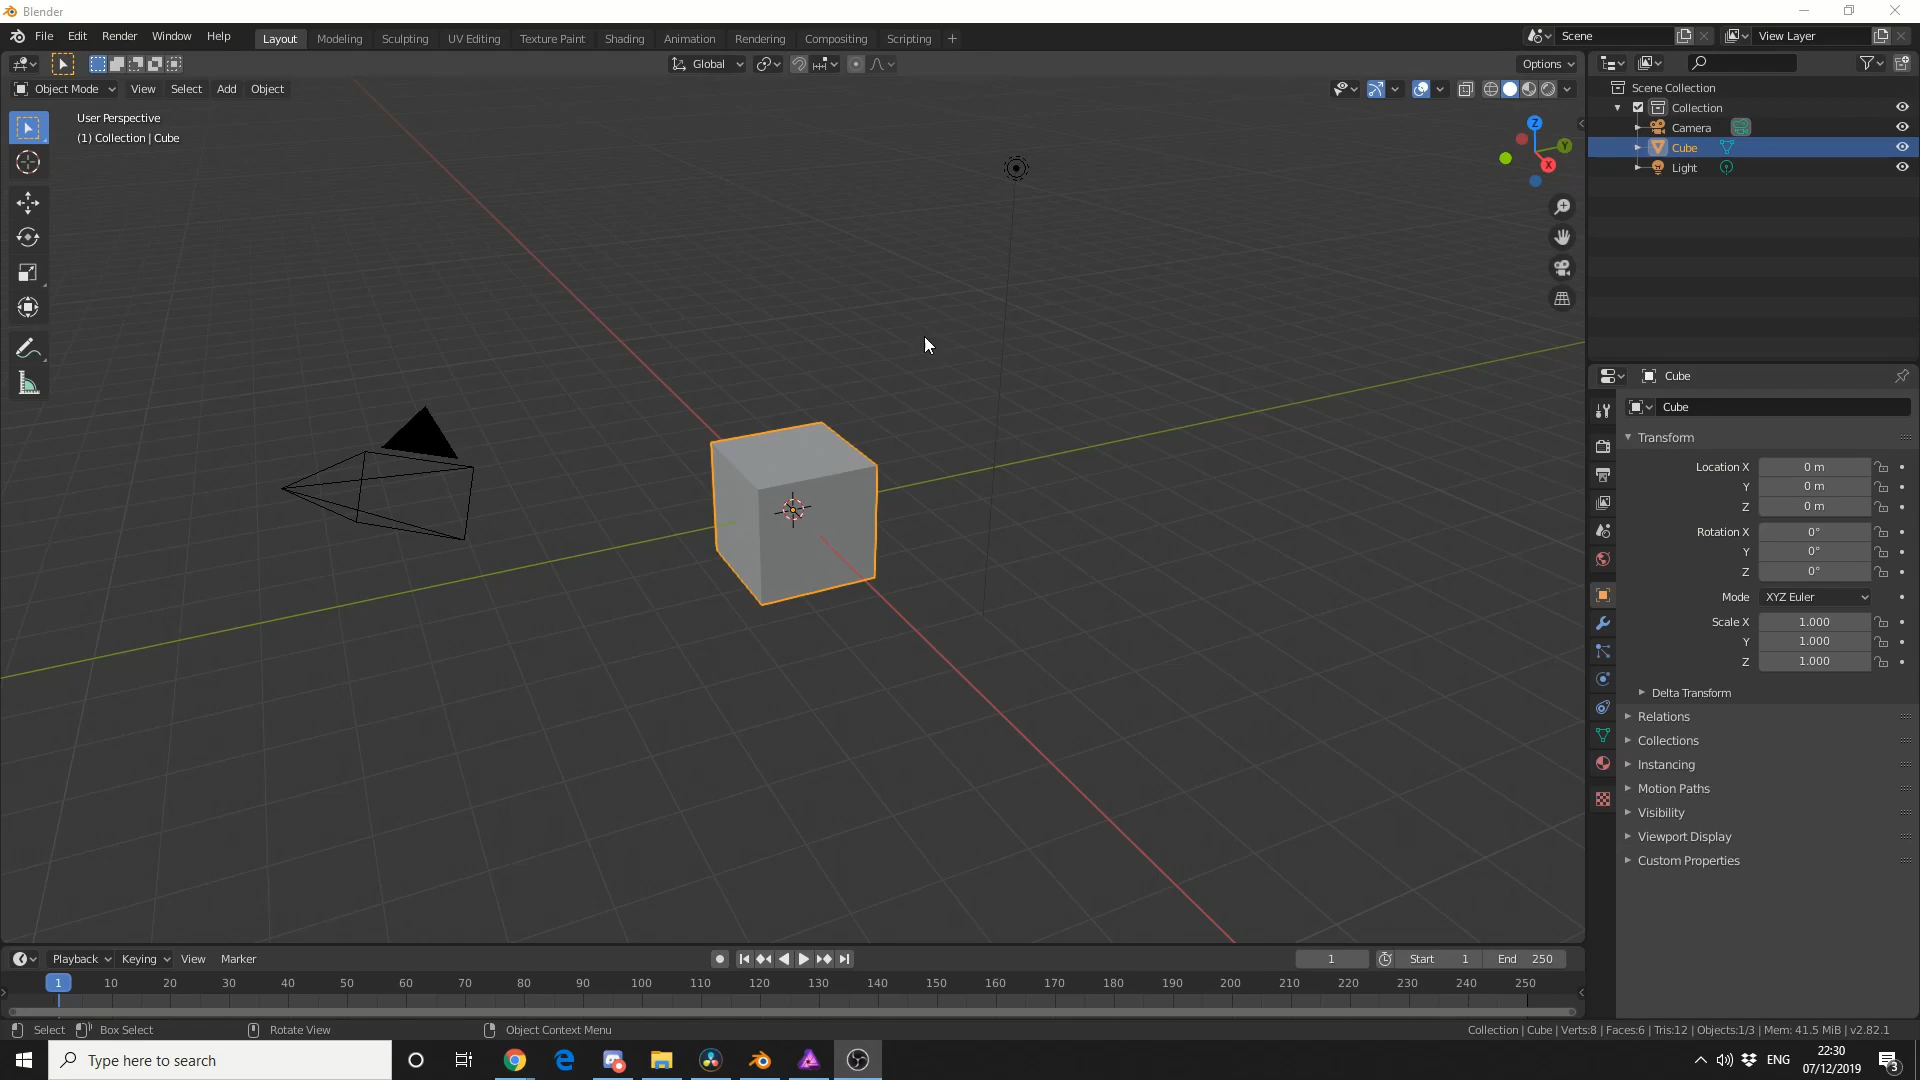 Blender
File Edit Render Window Help
Layout Modeling Sculpting UV Editing Texture Paint Shading Animation Rendering Compositing Scripting +
Scene
View Layer
Global
Options
Object Mode View Select Add Object
User Perspective
(1) Collection | Cube
Z
Y
X
Scene Collection
Collection
Camera
Cube
Light
Cube
Cube
Transform
Location X 0 m
Y 0 m
Z 0 m
Rotation X 0°
Y 0°
Z 0°
Mode XYZ Euler
Scale X 1.000
Y 1.000
Z 1.000
Delta Transform
Relations
Collections
Instancing
Motion Paths
Visibility
Viewport Display
Custom Properties
Playback Keying View Marker
1 Start 1 End 250
1 10 20 30 40 50 60 70 80 90 100 110 120 130 140 150 160 170 180 190 200 210 220 230 240 250
Select Box Select Rotate View Object Context Menu
Collection | Cube | Verts:8 | Faces:6 | Tris:12 | Objects:1/3 | Mem: 41.5 MiB | v2.82.1
Type here to search
ENG
22:30
07/12/2019
3